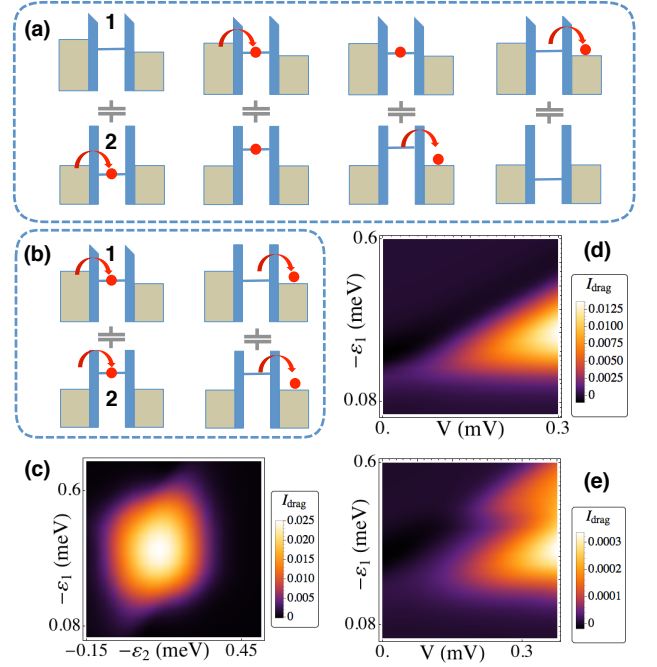 (a)
1
2
(b)
1
2
(d)
0.6
−ε₁ (meV)
0.08
0.
V (mV)
0.3
I_drag
0.0125
0.0100
0.0075
0.0050
0.0025
0
(c)
0.6
−ε₁ (meV)
0.08
−0.15
−ε₂ (meV)
0.45
I_drag
0.025
0.020
0.015
0.010
0.005
0
(e)
0.6
−ε₁ (meV)
0.08
0.
V (mV)
0.3
I_drag
0.0003
0.0002
0.0001
0